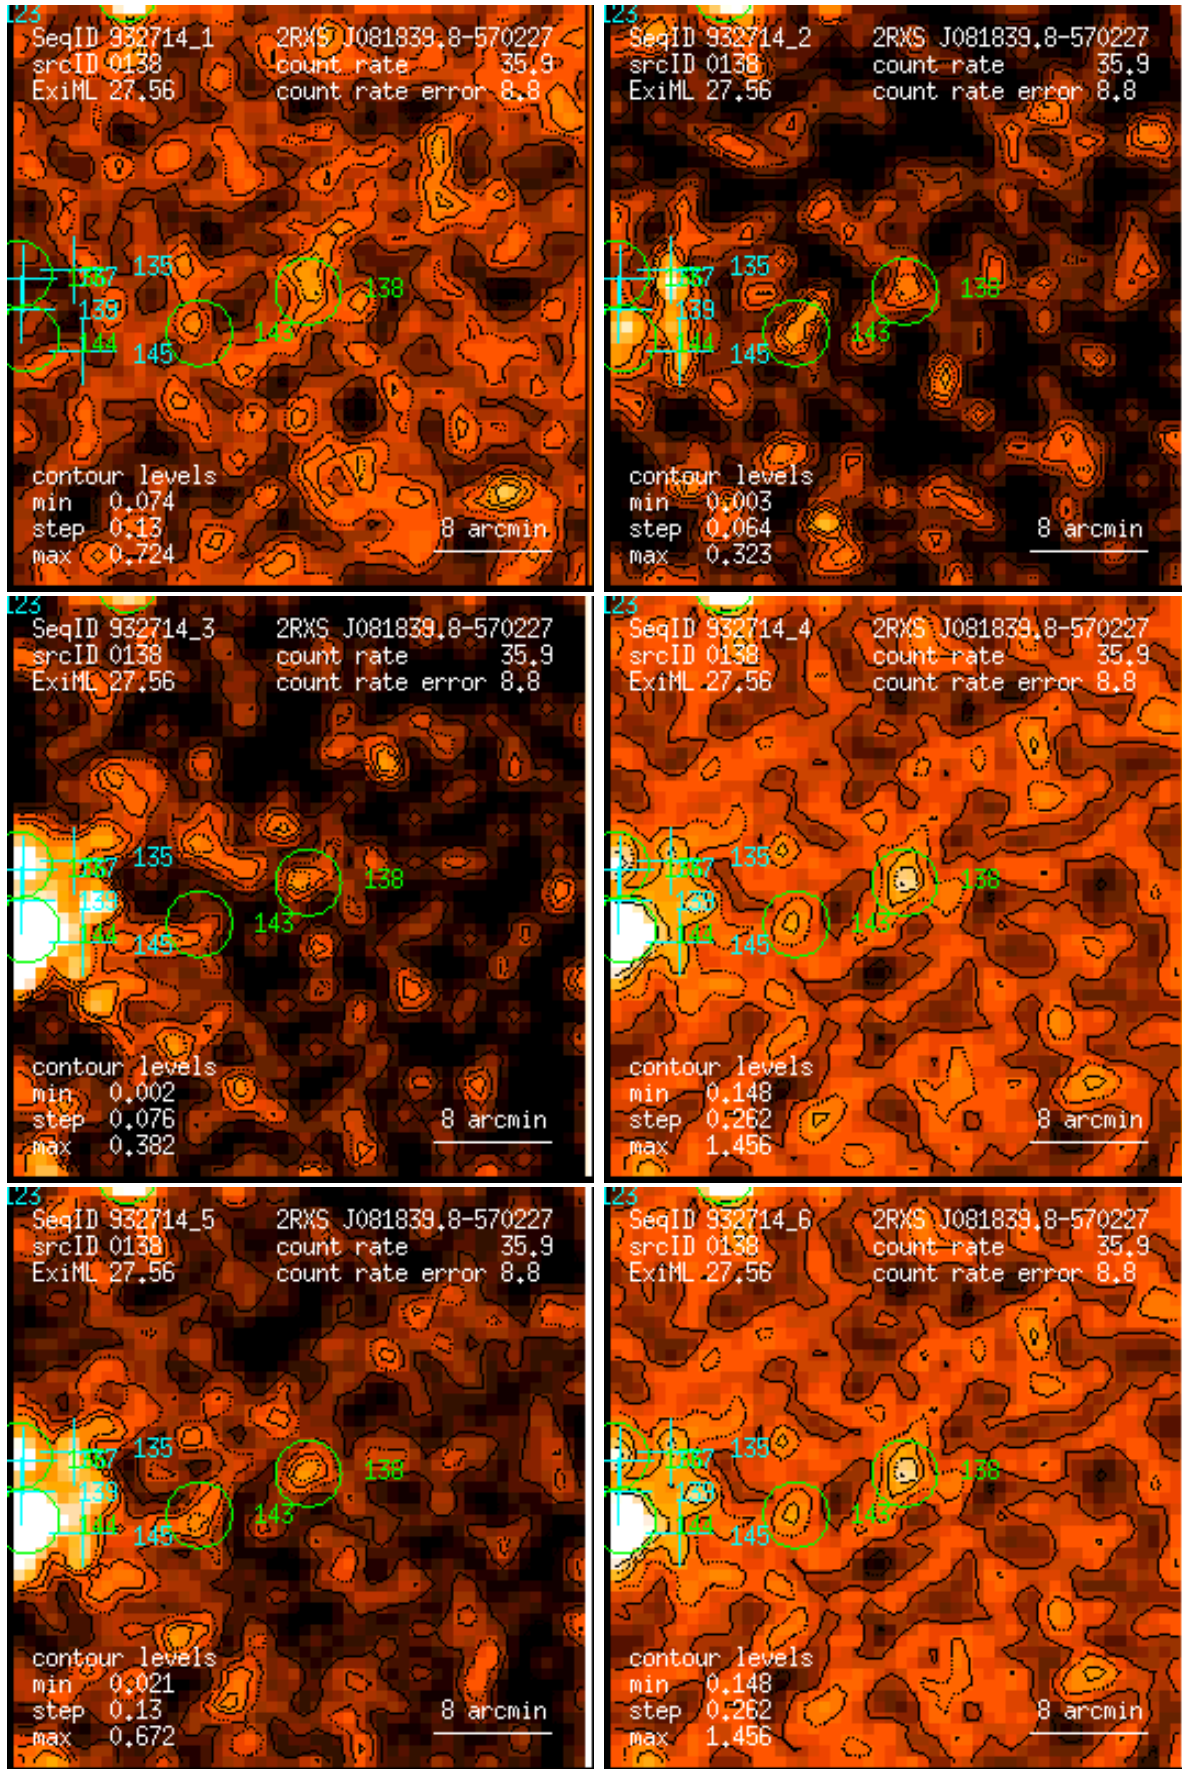 123
SeqID 932714_1 2RXS J081839.8-570227
srcID 0138 count rate 35.9
ExiML 27.56 count rate error 8.8
135
138
139
143
144
145
contour levels
min 0.074
step 0.13
max 0.724
8 arcmin
123
SeqID 932714_2 2RXS J081839.8-570227
srcID 0138 count rate 35.9
ExiML 27.56 count rate error 8.8
135
138
139
143
144
145
contour levels
min 0.003
step 0.064
max 0.323
8 arcmin
123
SeqID 932714_3 2RXS J081839.8-570227
srcID 0138 count rate 35.9
ExiML 27.56 count rate error 8.8
135
138
139
143
144
145
contour levels
min 0.002
step 0.076
max 0.382
8 arcmin
123
SeqID 932714_4 2RXS J081839.8-570227
srcID 0138 count rate 35.9
ExiML 27.56 count rate error 8.8
135
138
139
143
144
145
contour levels
min 0.148
step 0.262
max 1.456
8 arcmin
123
SeqID 932714_5 2RXS J081839.8-570227
srcID 0138 count rate 35.9
ExiML 27.56 count rate error 8.8
135
138
139
143
144
145
contour levels
min 0.021
step 0.13
max 0.672
8 arcmin
123
SeqID 932714_6 2RXS J081839.8-570227
srcID 0138 count rate 35.9
ExiML 27.56 count rate error 8.8
135
138
139
143
144
145
contour levels
min 0.148
step 0.262
max 1.456
8 arcmin